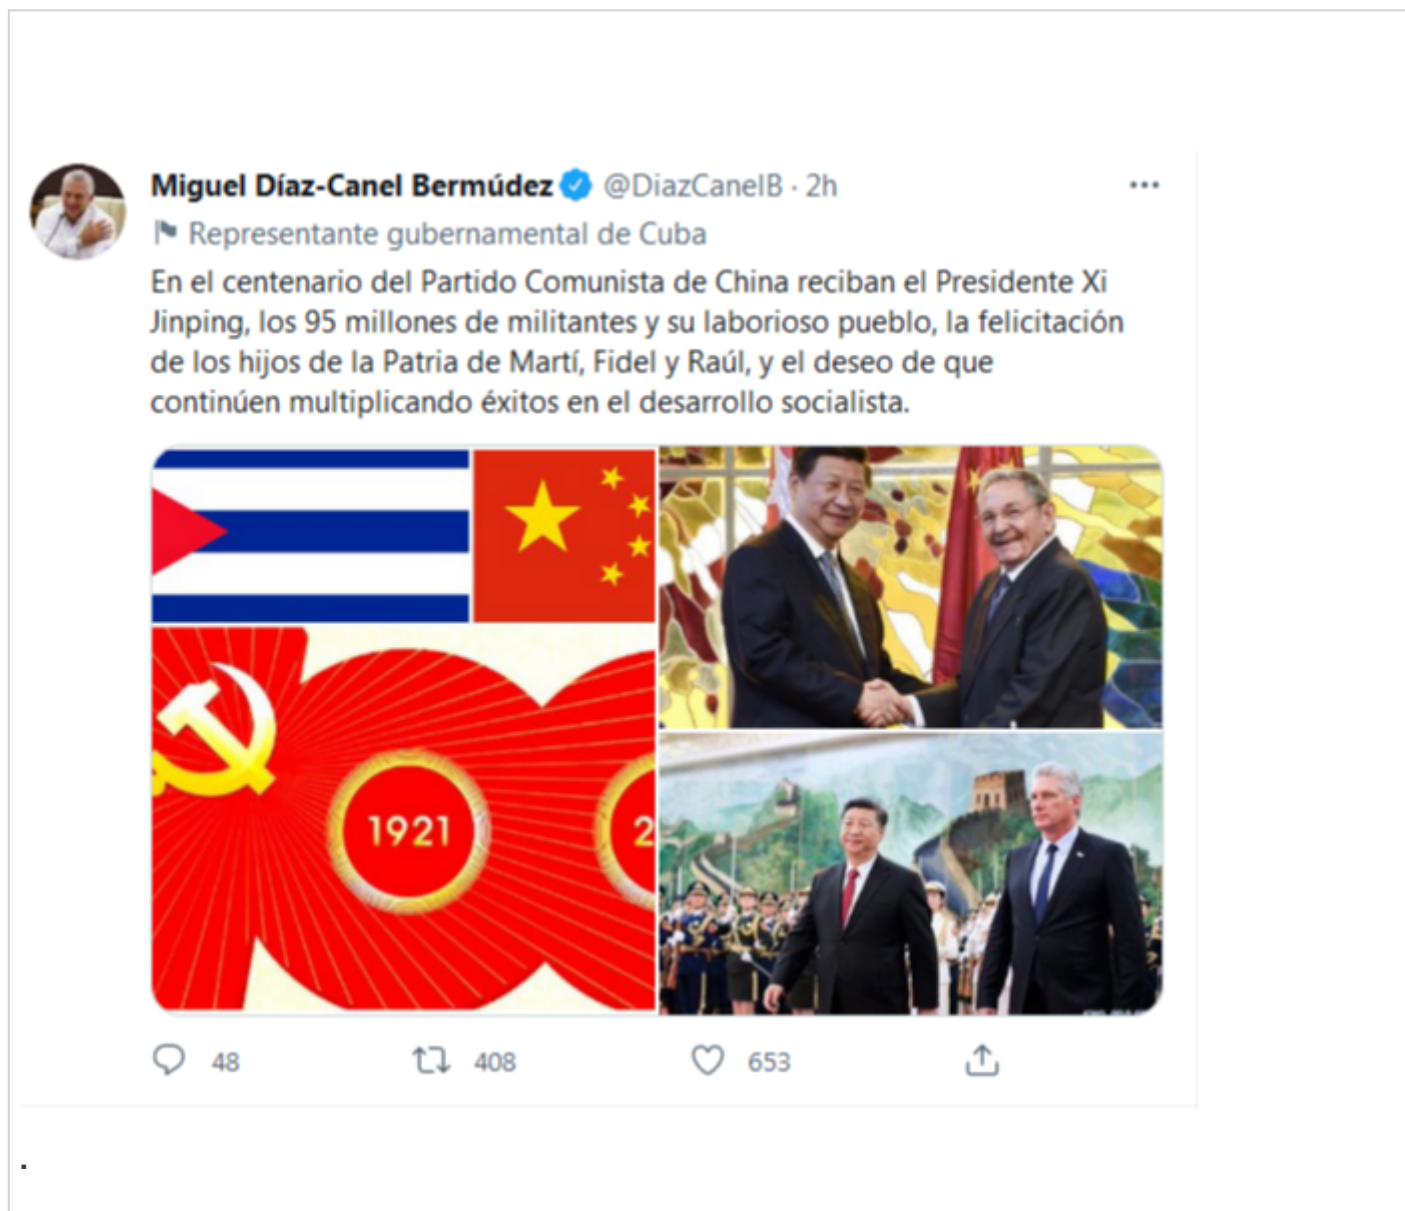 Miguel Díaz-Canel Bermúdez @DiazCanelB · 2h
Representante gubernamental de Cuba
En el centenario del Partido Comunista de China reciban el Presidente Xi
Jinping, los 95 millones de militantes y su laborioso pueblo, la felicitación
de los hijos de la Patria de Martí, Fidel y Raúl, y el deseo de que
continúen multiplicando éxitos en el desarrollo socialista.
1921
2
48 408 653
.